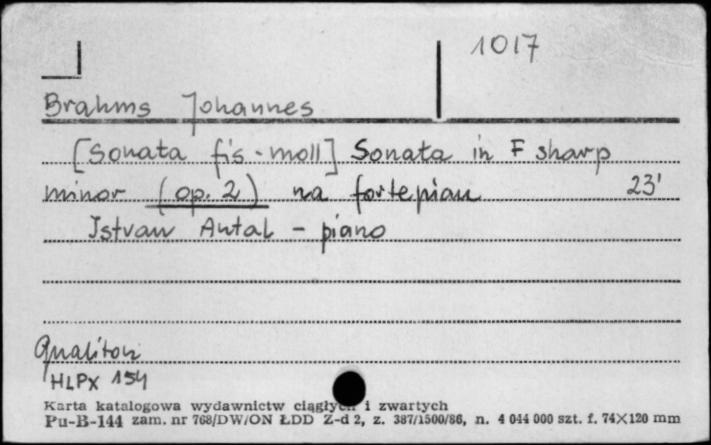 1017
Brahms Johannes
[Sonata fis-moll] Sonata in F sharp
minor (op. 2) na fortepian 23'
Istvan Antal - piano
Qualiton
HLPX 154
Karta katalogowa wydawnictw ciągłych i zwartych
Pu-B-144 zam. nr 768/DW/ON ŁDD Z-d 2, z. 387/1500/86, n. 4 044 000 szt. f. 74×120 mm